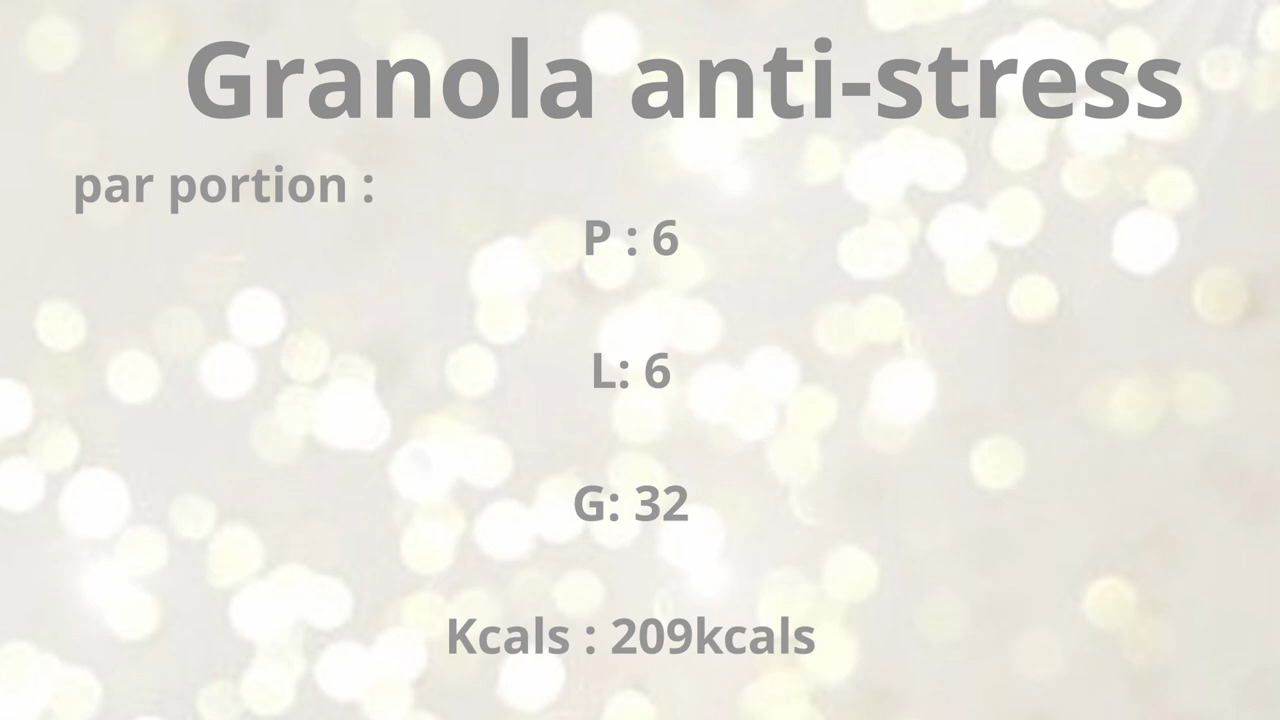 Granola anti-stress
par portion :
P : 6
L: 6
G: 32
Kcals : 209kcals